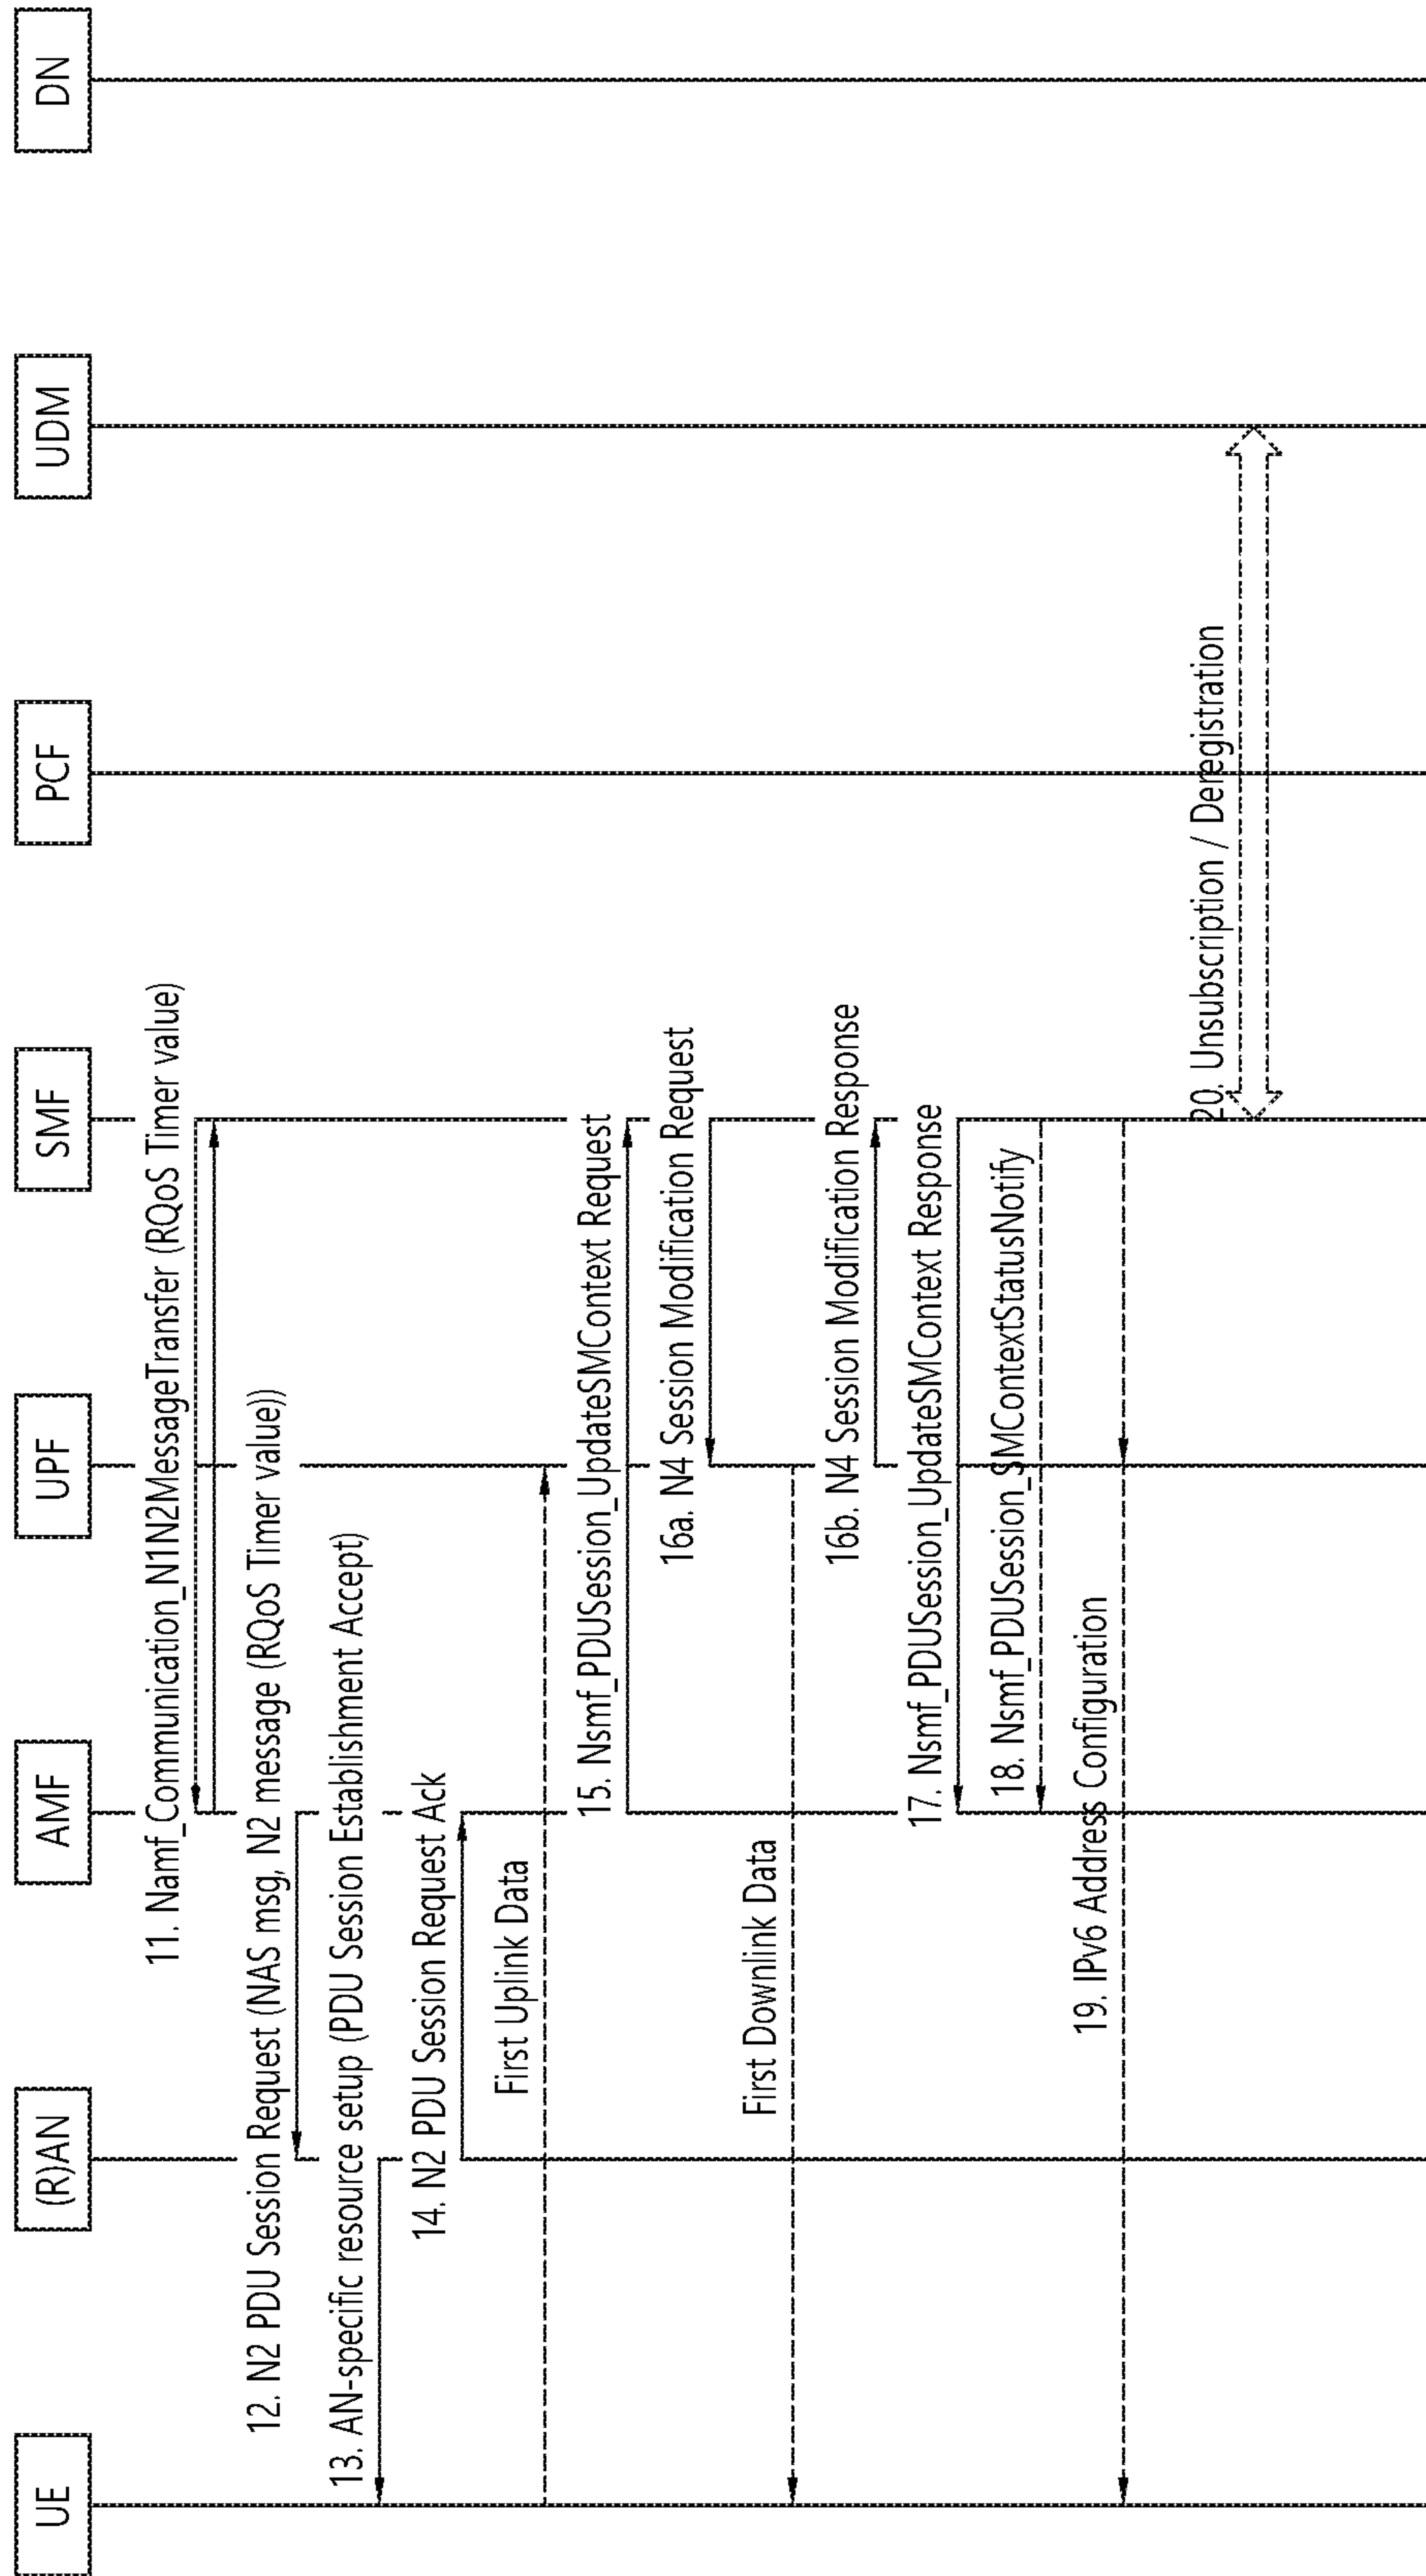 UE
(R)AN
AMF
UPF
SMF
PCF
UDM
DN
11. Namf_Communication_N1N2MessageTransfer (RQoS Timer value)
12. N2 PDU Session Request (NAS msg, N2 message (RQoS Timer value))
13. AN-specific resource setup (PDU Session Establishment Accept)
14. N2 PDU Session Request Ack
First Uplink Data
15. Nsmf_PDUSession_UpdateSMContext Request
16a. N4 Session Modification Request
First Downlink Data
16b. N4 Session Modification Response
17. Nsmf_PDUSession_UpdateSMContext Response
18. Nsmf_PDUSession_SMContextStatusNotify
19. IPv6 Address Configuration
20. Unsubscription / Deregistration